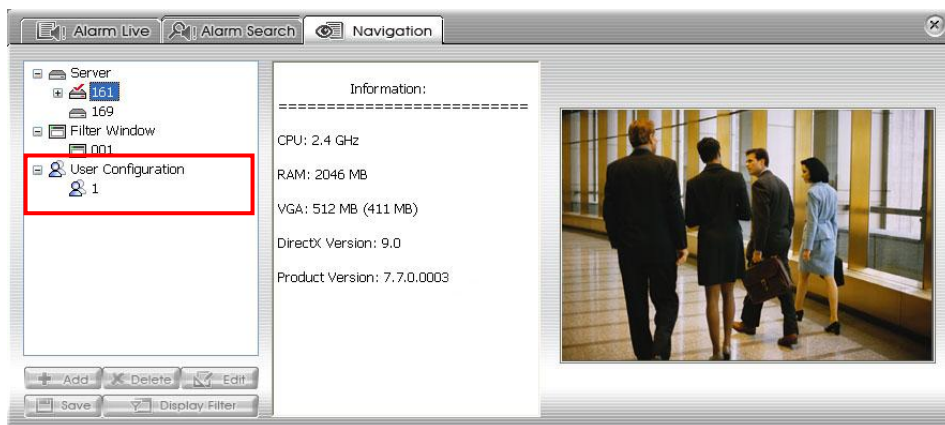 Alarm Live
Alarm Search
Navigation
Server
161
169
Filter Window
001
User Configuration
1
Add
Delete
Edit
Save
Display Filter
Information:
===========================
CPU: 2.4 GHz
RAM: 2046 MB
VGA: 512 MB (411 MB)
DirectX Version: 9.0
Product Version: 7.7.0.0003